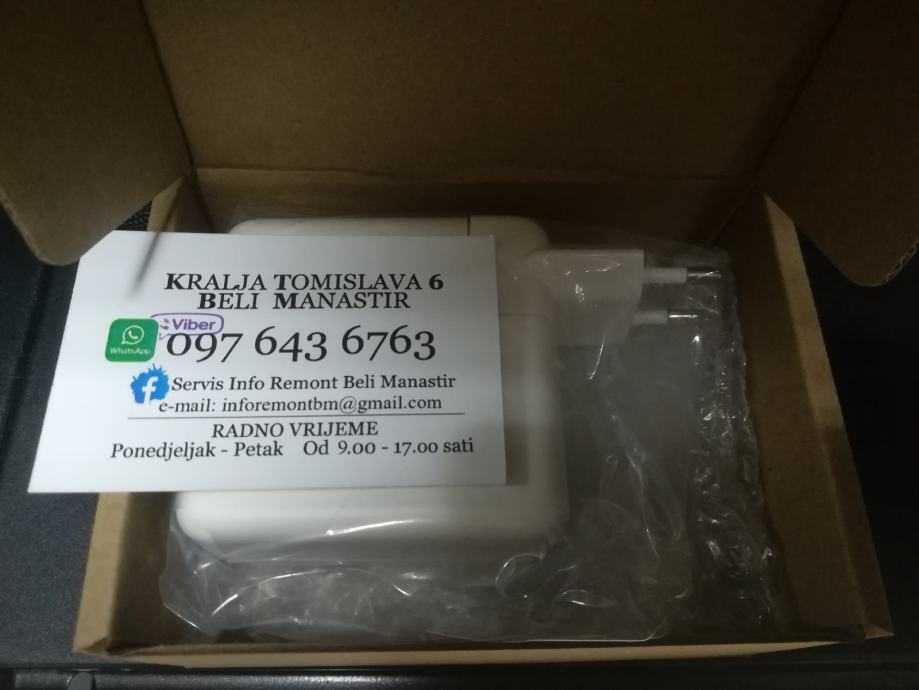 KRALJA TOMISLAVA 6
BELI MANASTIR
Viber
WhatsApp
097 643 6763
f Servis Info Remont Beli Manastir
e-mail: inforemontbm@gmail.com
RADNO VRIJEME
Ponedjeljak - Petak Od 9.00 - 17.00 sati